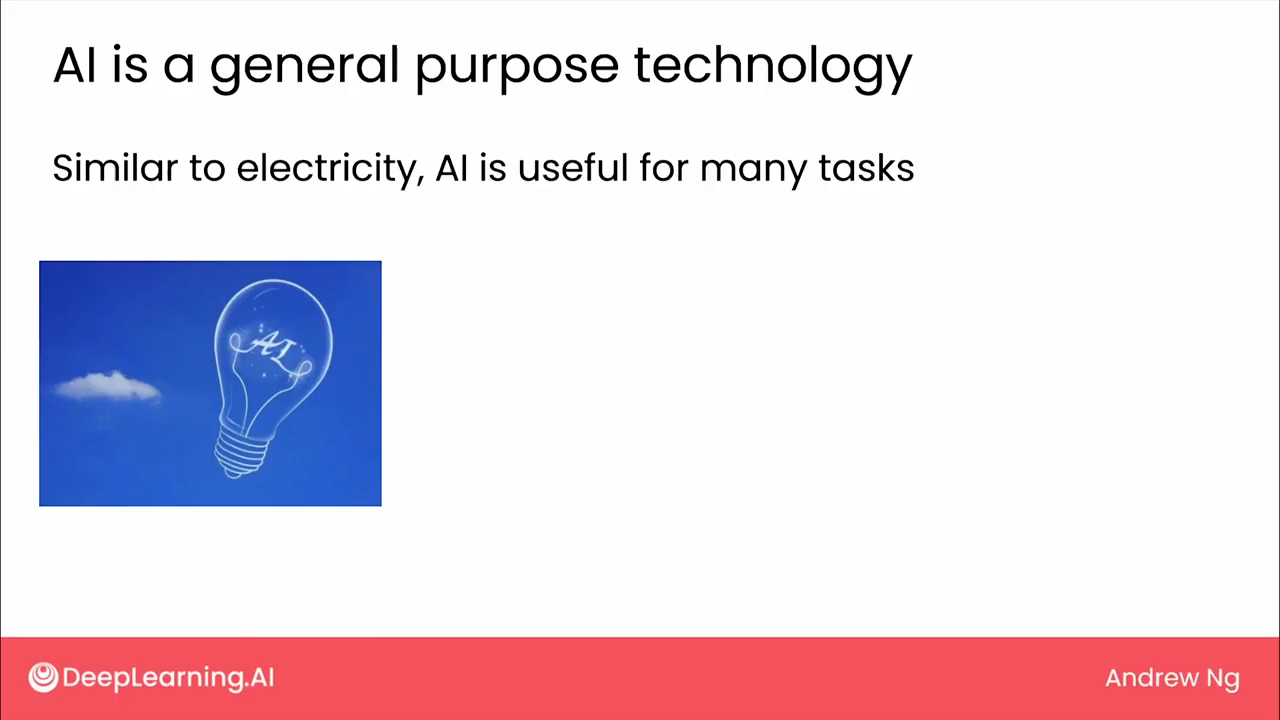 AI is a general purpose technology
Similar to electricity, AI is useful for many tasks
AI
DeepLearning.AI
Andrew Ng